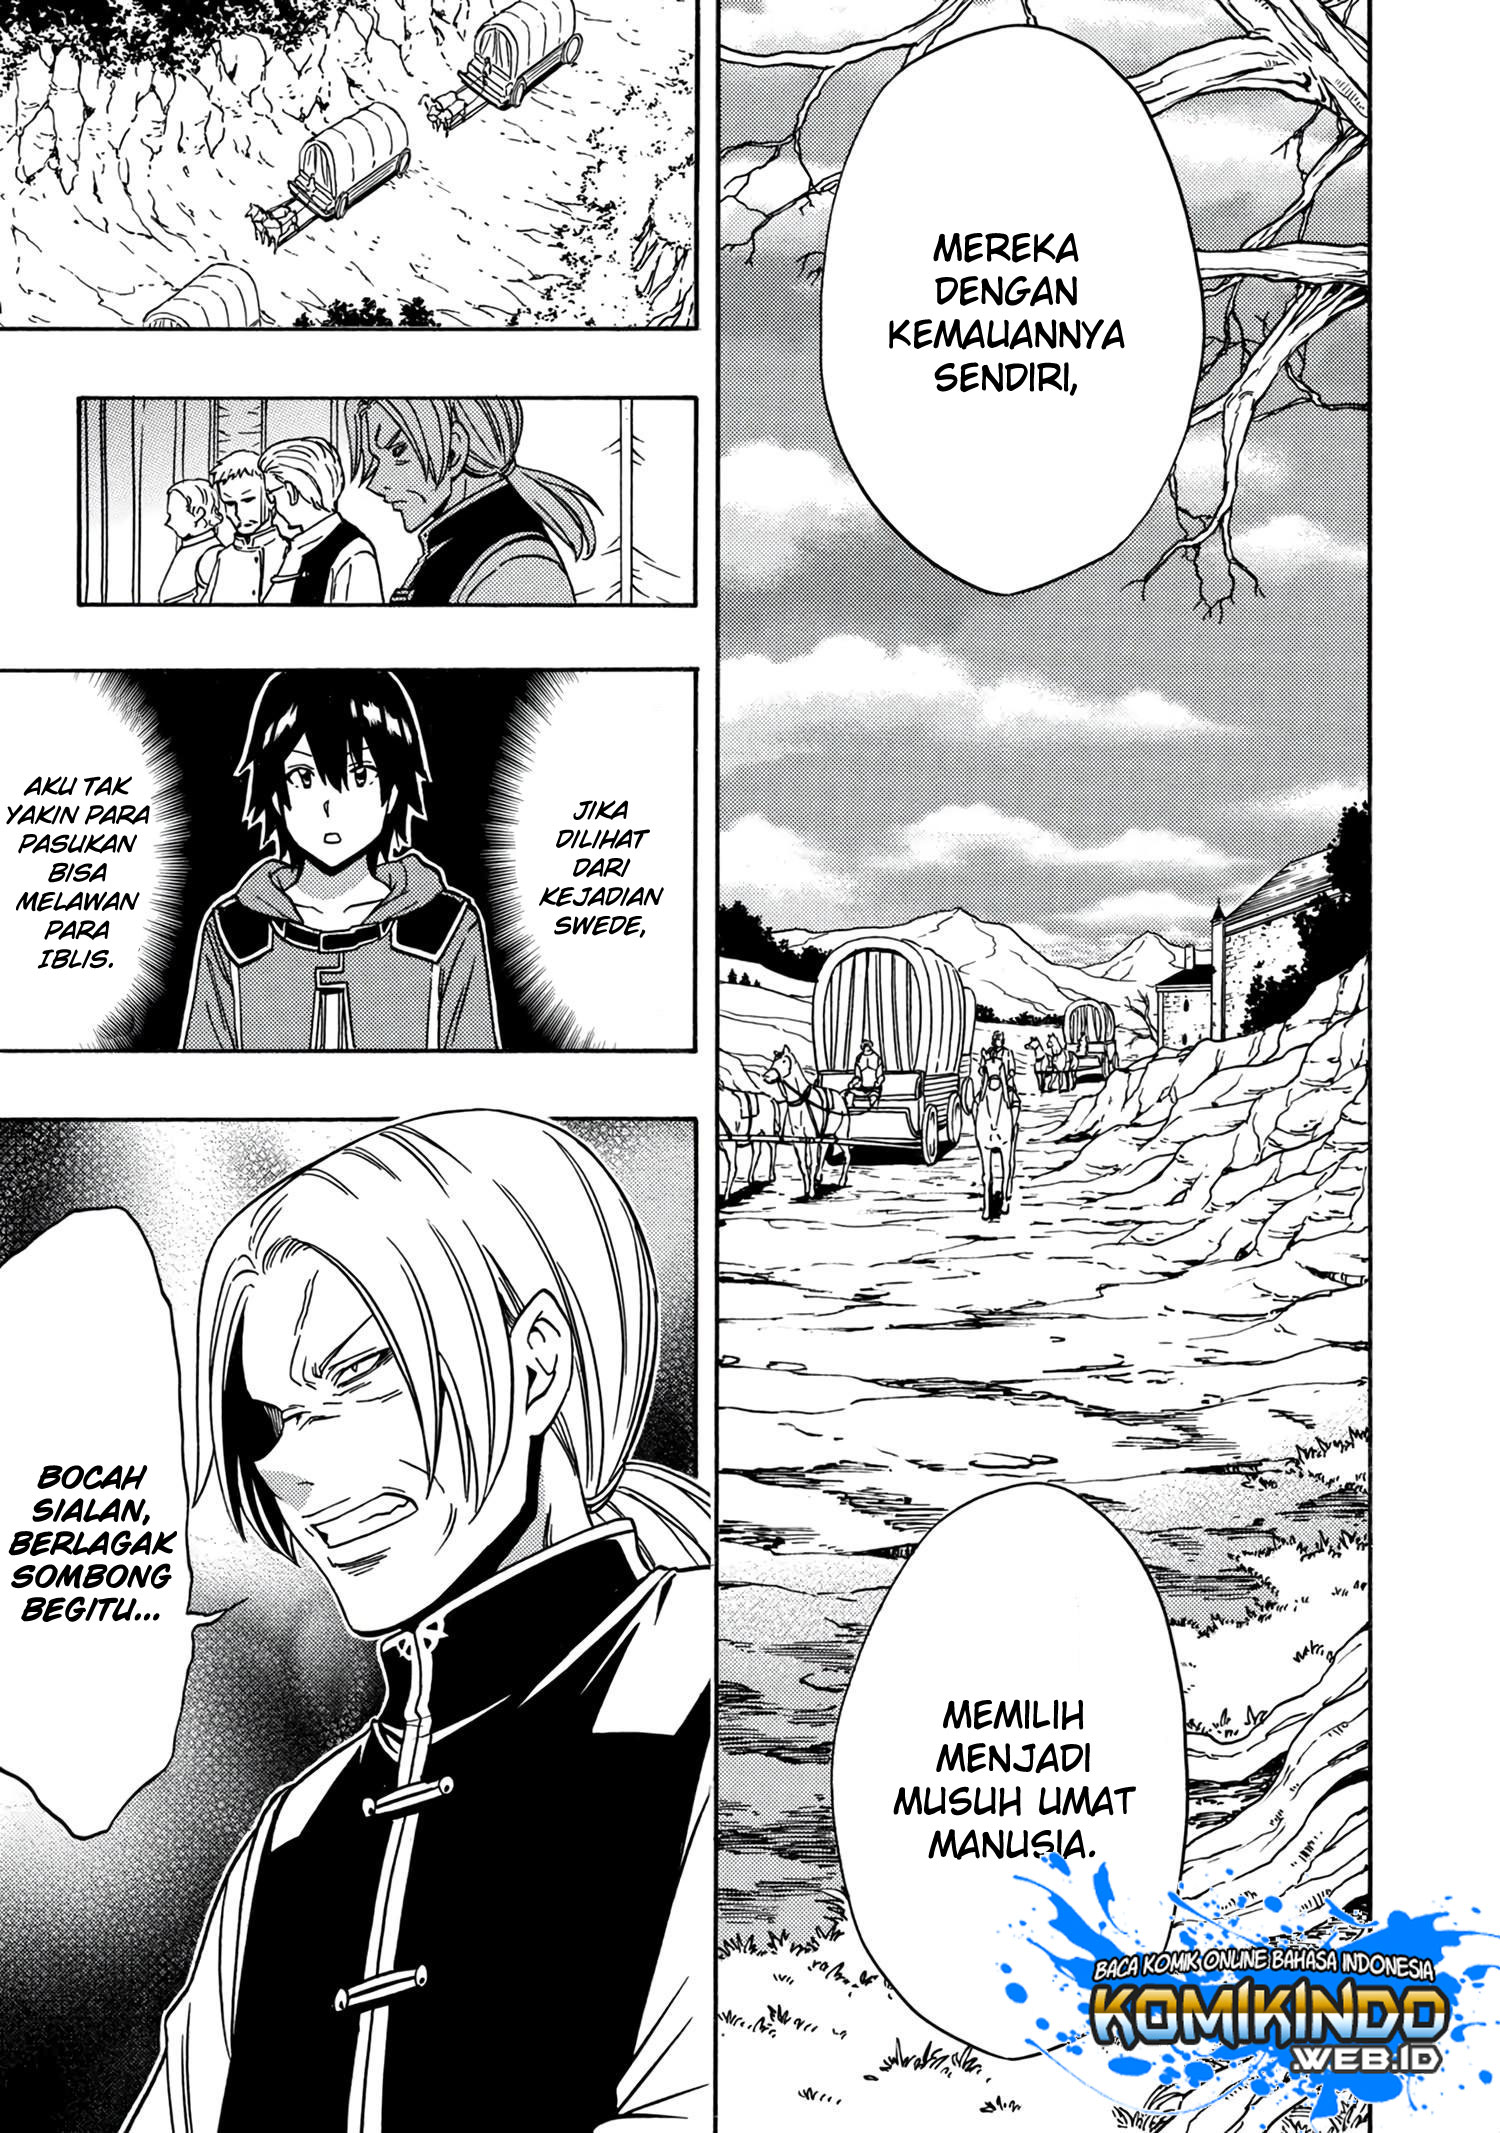 MEREKA
DENGAN
KEMAUANNYA
SENDIRI,
MEMILIH
MENJADI
MUSUH UMAT
MANUSIA.
JIKA
DILIHAT
DARI
KEJADIAN
SWEDE,
AKU TAK
YAKIN PARA
PASUKAN
BISA
MELAWAN
PARA
IBLIS.
BOCAH
SIALAN,
BERLAGAK
SOMBONG
BEGITU...
BACA KOMIK ONLINE BAHASA INDONESIA
KOMIKINDO
.WEB.ID